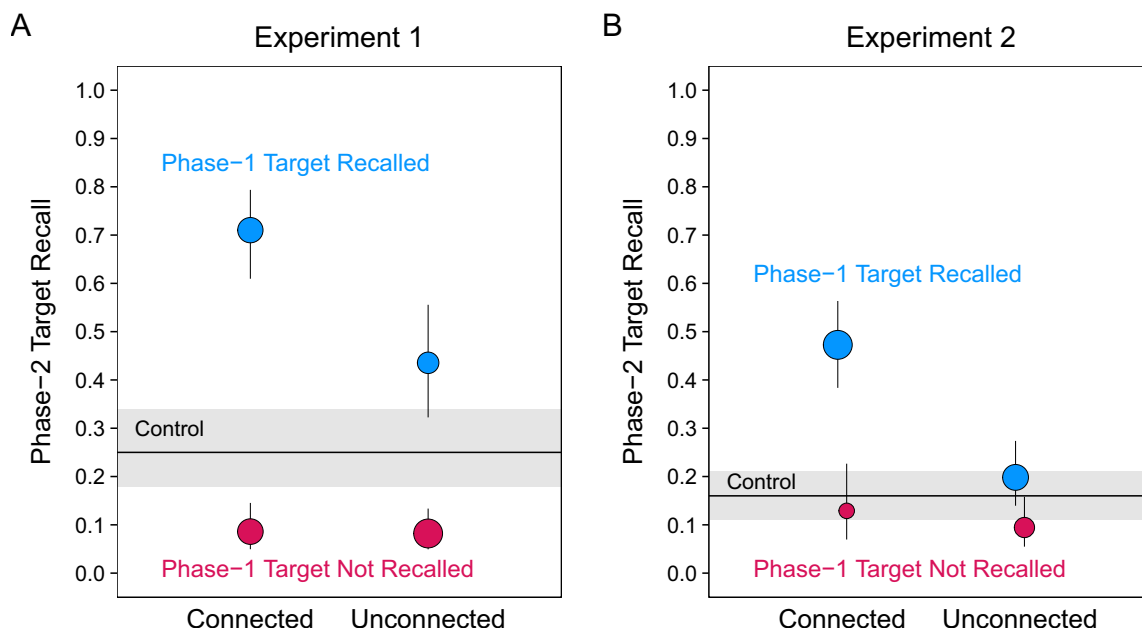 A
Experiment 1
Phase-2 Target Recall
1.0
0.9
0.8
0.7
0.6
0.5
0.4
0.3
0.2
0.1
0.0
Phase−1 Target Recalled
Control
Phase−1 Target Not Recalled
Connected Unconnected
B
Experiment 2
Phase-2 Target Recall
1.0
0.9
0.8
0.7
0.6
0.5
0.4
0.3
0.2
0.1
0.0
Phase−1 Target Recalled
Control
Phase−1 Target Not Recalled
Connected Unconnected